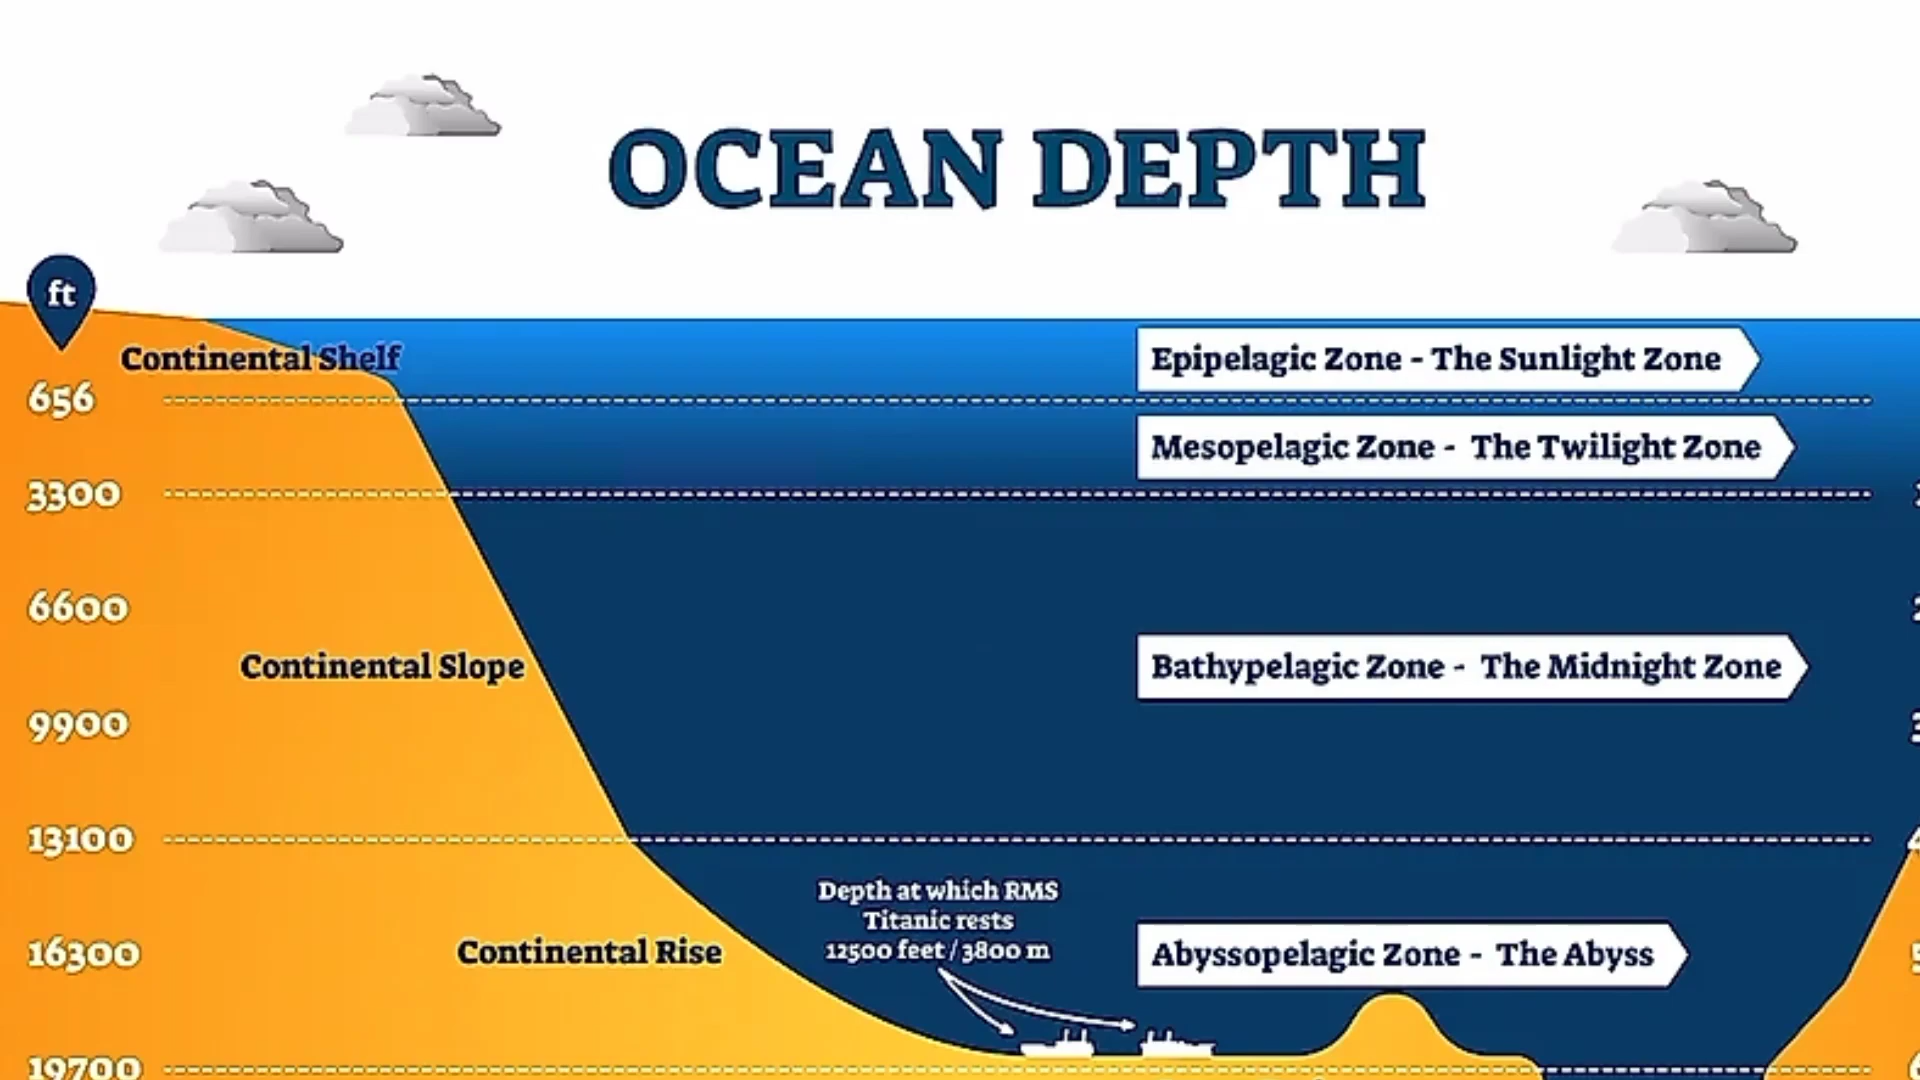 OCEAN DEPTH
ft
Continental Shelf
Epipelagic Zone - The Sunlight Zone
656
Mesopelagic Zone - The Twilight Zone
3300
6600
Continental Slope
Bathypelagic Zone - The Midnight Zone
9900
13100
Depth at which RMS
Titanic rests
12500 feet / 3800 m
16300
Continental Rise
Abyssopelagic Zone - The Abyss
19700